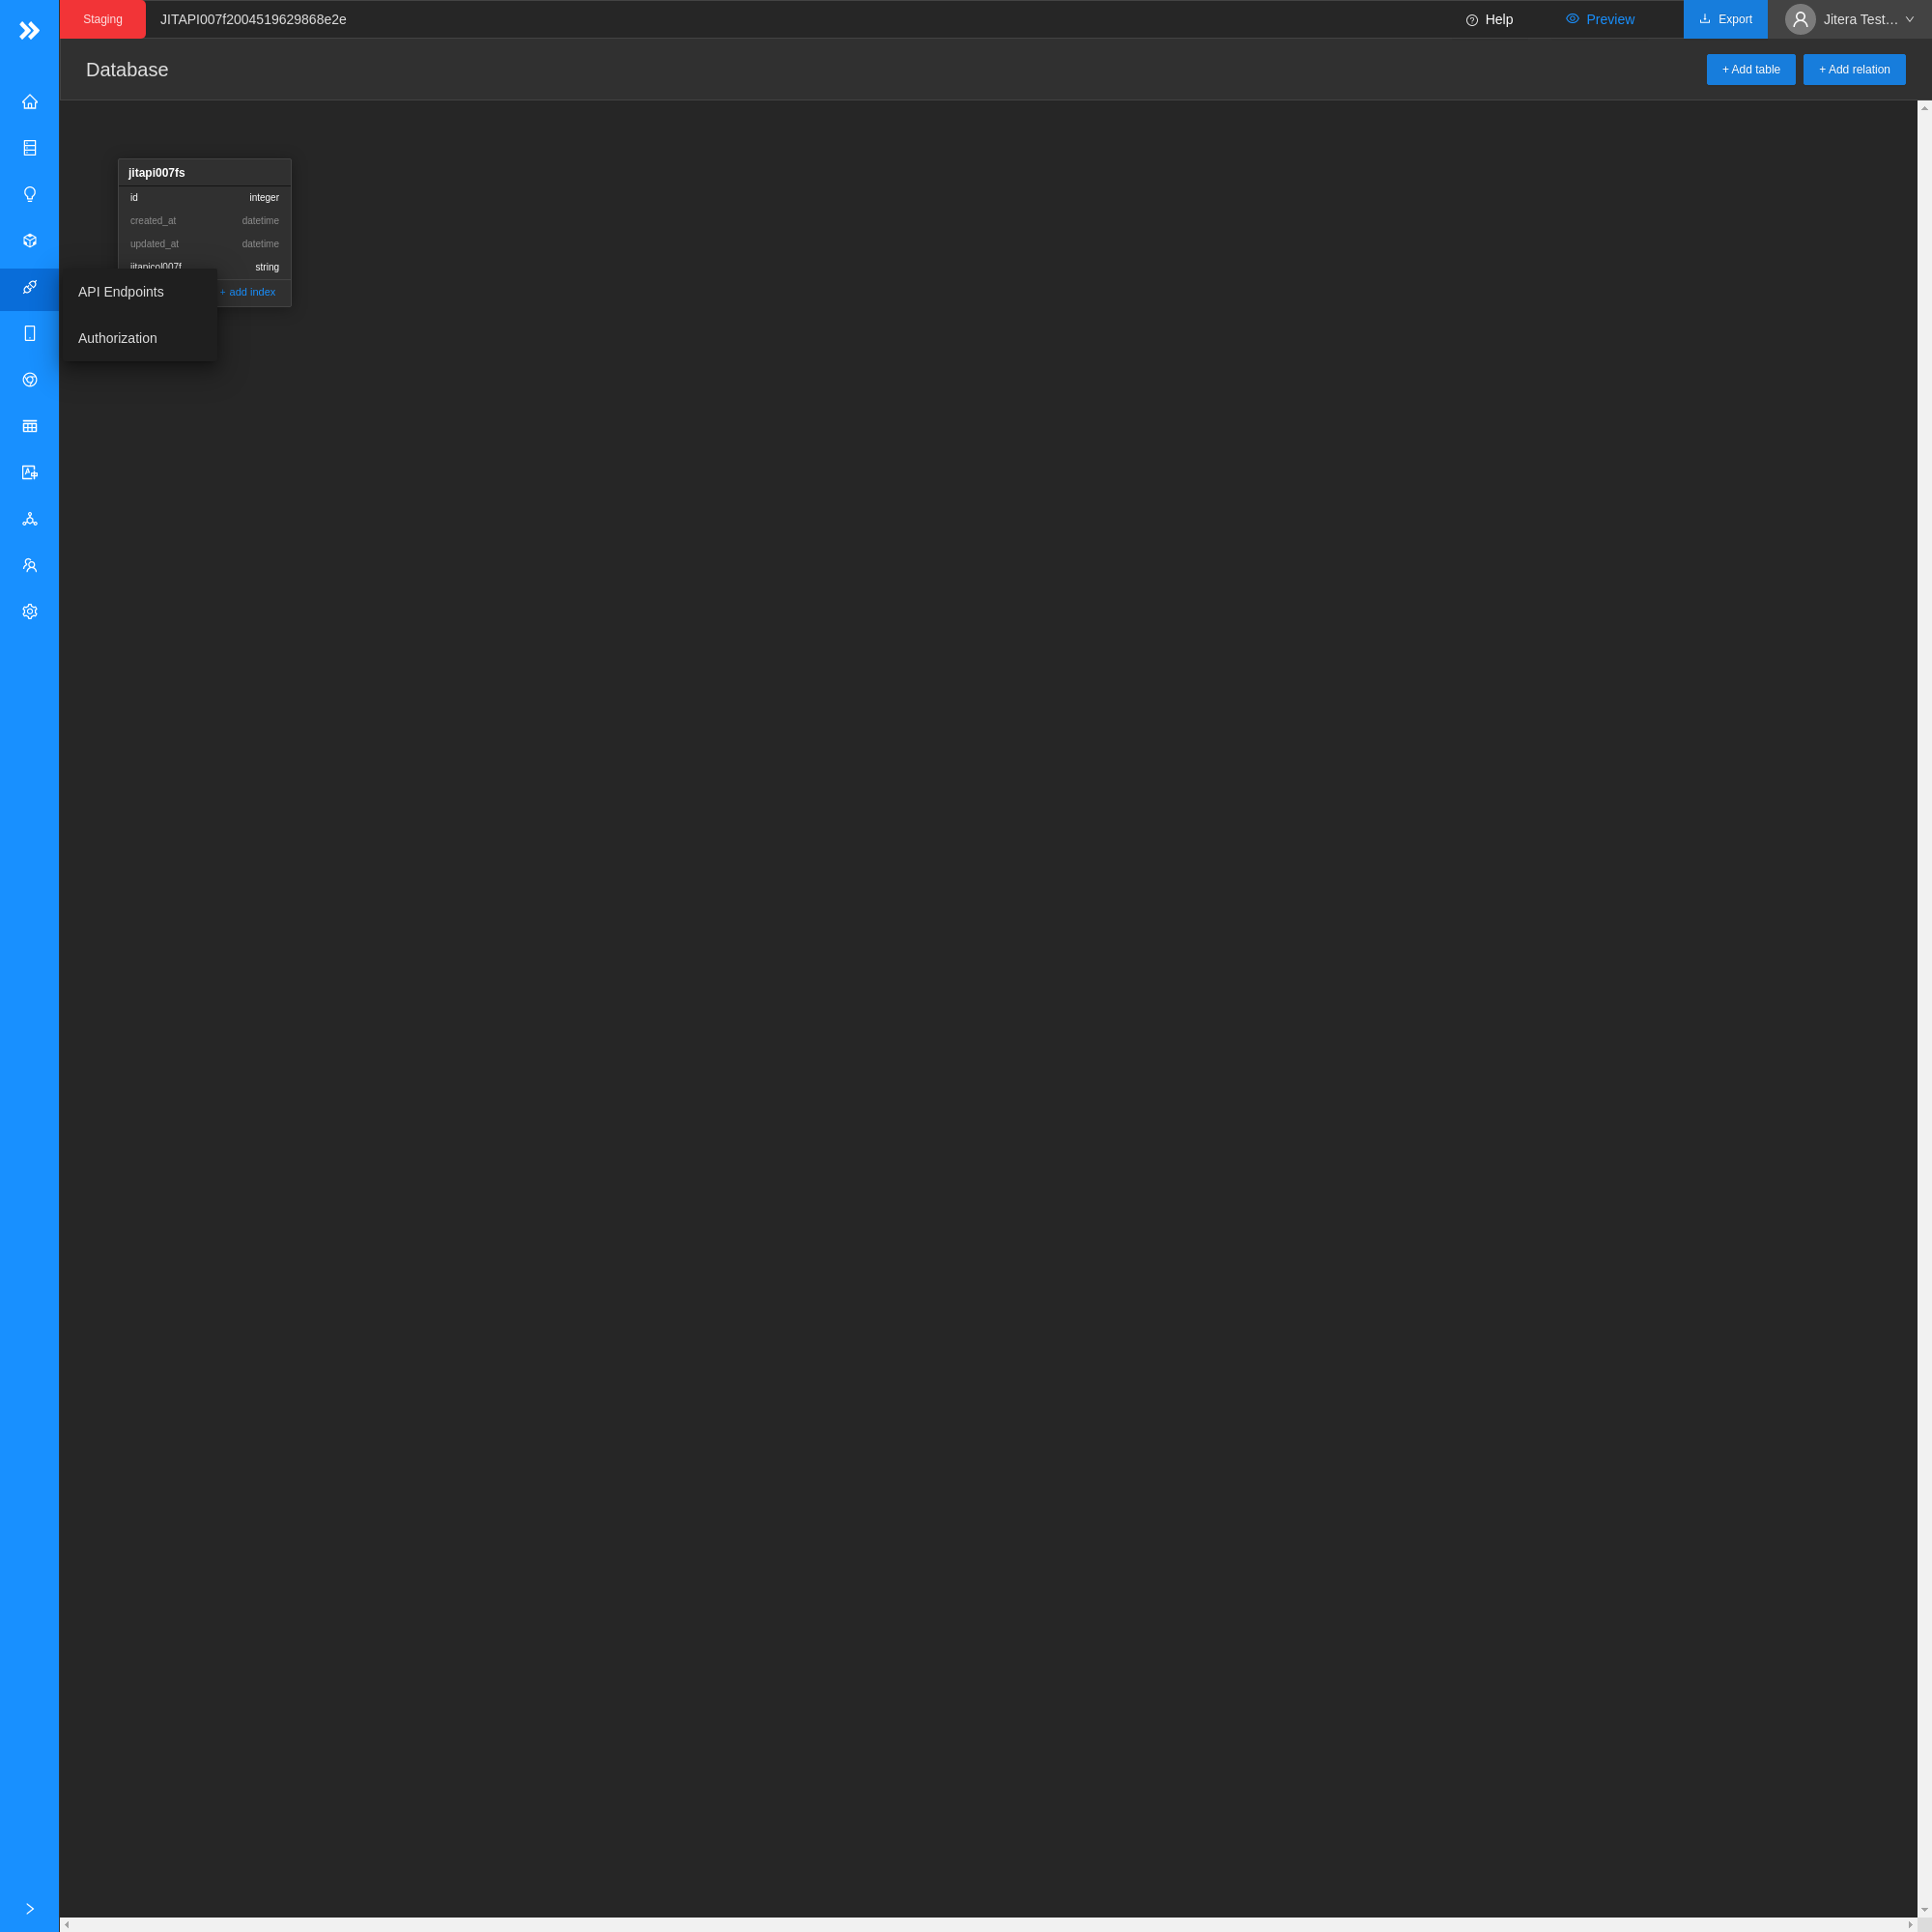 Staging JITAPI007f2004519629868e2e Help Preview Export Jitera Test...
Database + Add table + Add relation
jitapi007fs
id integer
created_at datetime
updated_at datetime
jitapicol007f string
+ add index
API Endpoints
Authorization